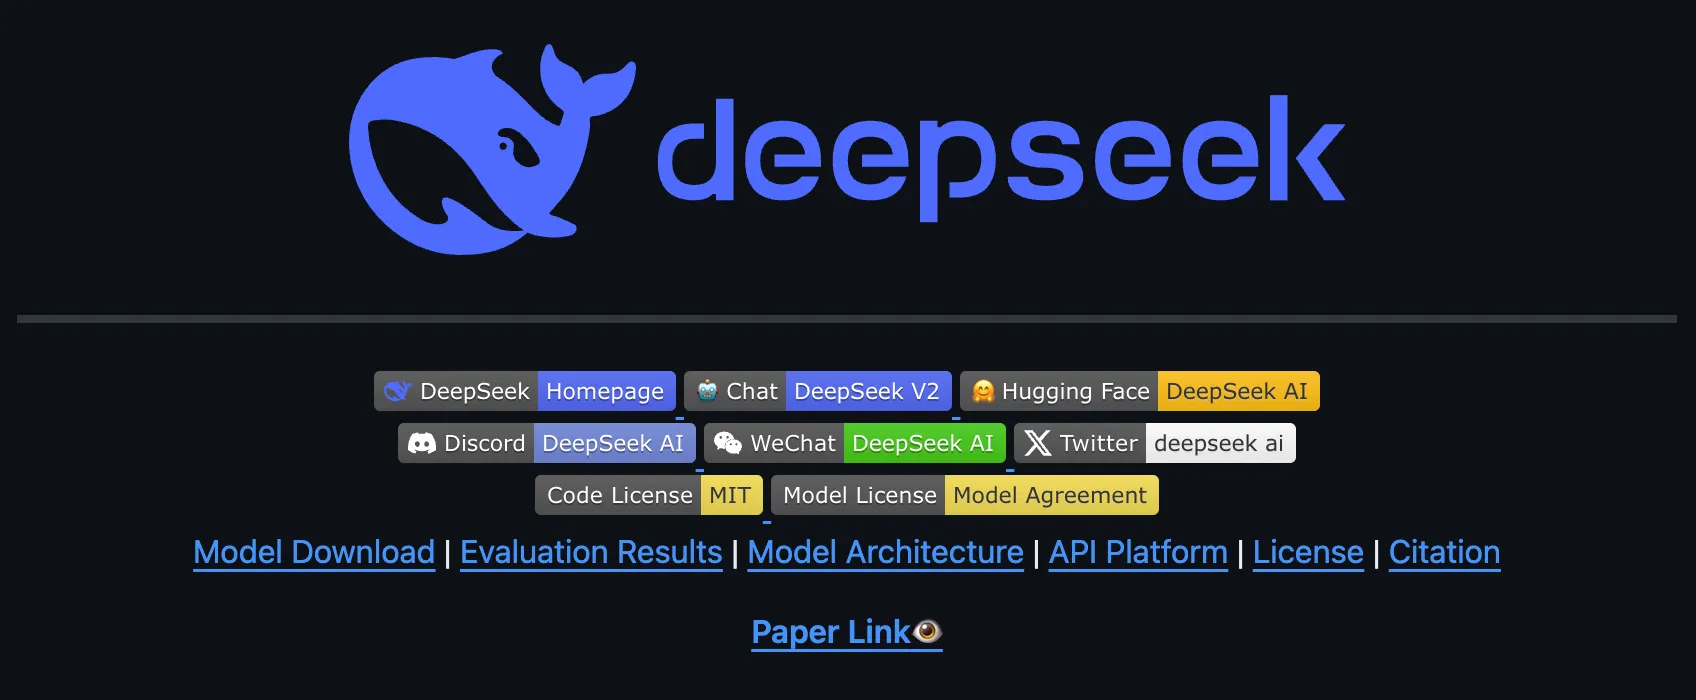 deepseek
DeepSeek Homepage Chat DeepSeek V2 Hugging Face DeepSeek AI
Discord DeepSeek AI WeChat DeepSeek AI Twitter deepseek ai
Code License MIT Model License Model Agreement
Model Download | Evaluation Results | Model Architecture | API Platform | License | Citation
Paper Link👁️